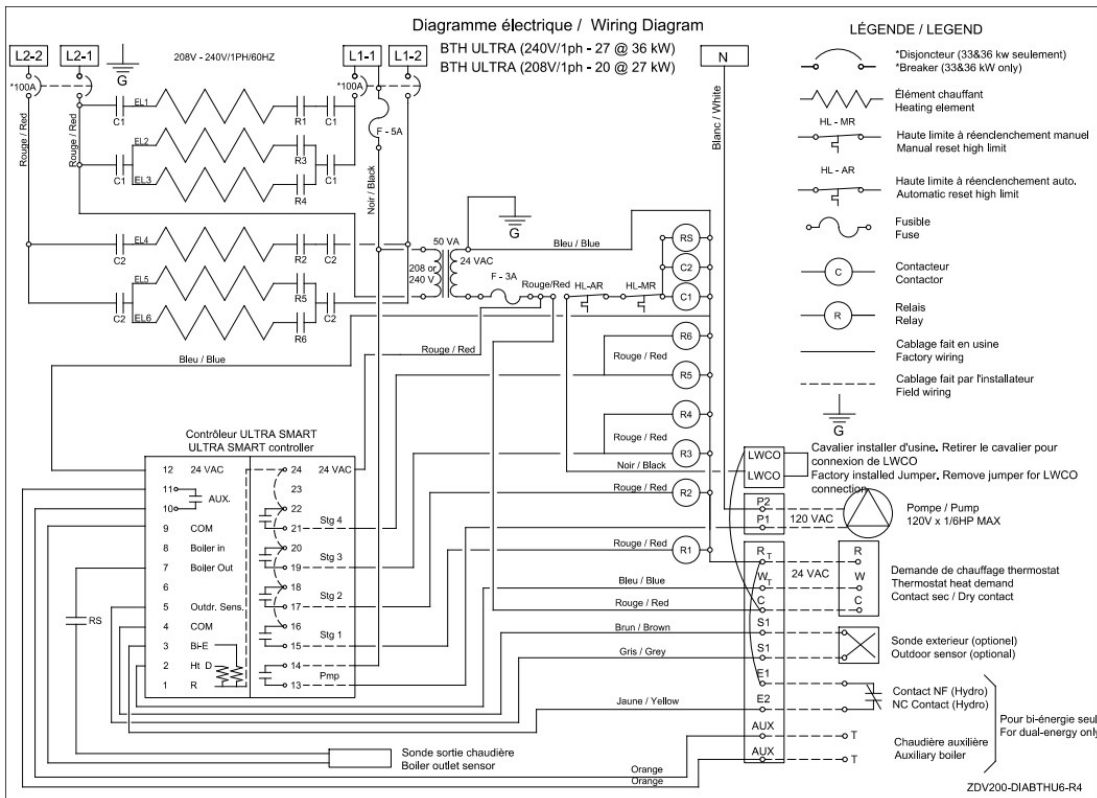 Diagramme électrique / Wiring Diagram
BTH ULTRA (240V/1ph - 27 @ 36 kW)
BTH ULTRA (208V/1ph - 20 @ 27 kW)
L2-2
L2-1
G
208V - 240V/1PH/60HZ
L1-1
L1-2
N
*100A
*100A
Rouge / Red
Rouge / Red
C1
EL1
R1
C1
F - 5A
EL2
R3
C1
EL3
C1
R4
Noir / Black
Blanc / White
G
EL4
C2
R2
C2
EL5
R5
C2
EL6
C2
R6
50 VA
24 VAC
208 or
240 V
F - 3A
Bleu / Blue
Rouge/Red
HL-AR
HL-MR
RS
C2
C1
R6
Rouge / Red
R5
R4
Rouge / Red
R3
Noir / Black
Rouge / Red
R2
Rouge / Red
R1
Bleu / Blue
Rouge / Red
Contrôleur ULTRA SMART
ULTRA SMART controller
12 24 VAC
11
AUX.
10
9 COM
8 Boiler in
7 Boiler Out
6
5 Outdr. Sens.
4 COM
3 Bi-E
2 Ht D
1 R
24 24 VAC
23
22
21 Stg 4
20
19 Stg 3
18
17 Stg 2
16
15 Stg 1
14
13 Pmp
RS
Sonde sortie chaudière
Boiler outlet sensor
Bleu / Blue
Rouge / Red
Brun / Brown
Gris / Grey
Jaune / Yellow
Orange
Orange
LWCO
LWCO
Cavalier installer d'usine. Retirer le cavalier pour
connexion de LWCO
Factory installed Jumper. Remove jumper for LWCO
connection
P2
P1
120 VAC
Pompe / Pump
120V x 1/6HP MAX
RT
WT
C
24 VAC
R
W
C
Demande de chauffage thermostat
Thermostat heat demand
Contact sec / Dry contact
S1
S1
Sonde exterieur (optionel)
Outdoor sensor (optional)
E1
E2
Contact NF (Hydro)
NC Contact (Hydro)
AUX
AUX
T
T
Chaudière auxilière
Auxiliary boiler
Pour bi-énergie seul
For dual-energy only
LÉGENDE / LEGEND
*Disjoncteur (33&36 kw seulement)
*Breaker (33&36 kW only)
Élément chauffant
Heating element
HL - MR
Haute limite à réenclenchement manuel
Manual reset high limit
HL - AR
Haute limite à réenclenchement auto.
Automatic reset high limit
Fusible
Fuse
C
Contacteur
Contactor
R
Relais
Relay
Cablage fait en usine
Factory wiring
Cablage fait par l'installateur
Field wiring
G
ZDV200-DIABTHU6-R4